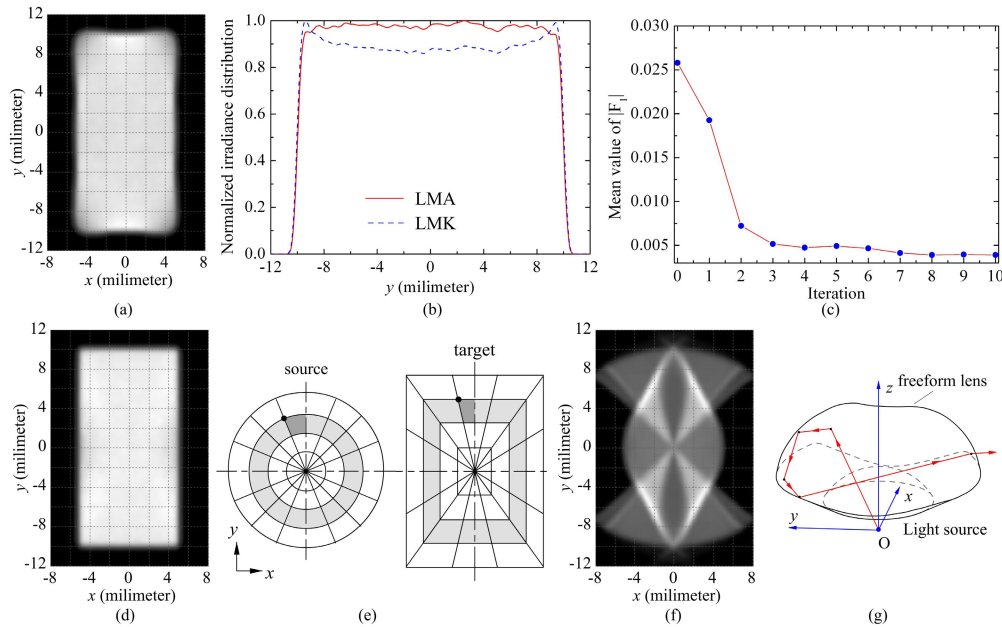 12
8
4
0
-4
-8
-12
-8 -4 0 4 8
y (milimeter)
x (milimeter)
(a)
1.0
0.8
0.6
0.4
0.2
0.0
Normalized irradiance distribution
LMA
LMK
-12 -8 -4 0 4 8 12
y (milimeter)
(b)
0.030
0.025
0.020
0.015
0.010
0.005
Mean value of |F₁|
0 1 2 3 4 5 6 7 8 9 10
Iteration
(c)
12
8
4
0
-4
-8
-12
-8 -4 0 4 8
y (milimeter)
x (milimeter)
(d)
source
target
y
x
(e)
12
8
4
0
-4
-8
-12
-8 -4 0 4 8
y (milimeter)
x (milimeter)
(f)
z
freeform lens
x
y
Light source
O
(g)